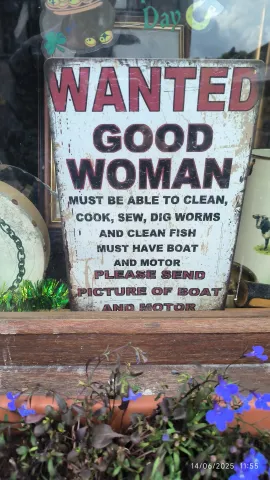 Day
WANTED
GOOD
WOMAN
MUST BE ABLE TO CLEAN,
COOK, SEW, DIG WORMS
AND CLEAN FISH
MUST HAVE BOAT
AND MOTOR
PLEASE SEND
PICTURE OF BOAT
AND MOTOR
14/06/2025 11:55